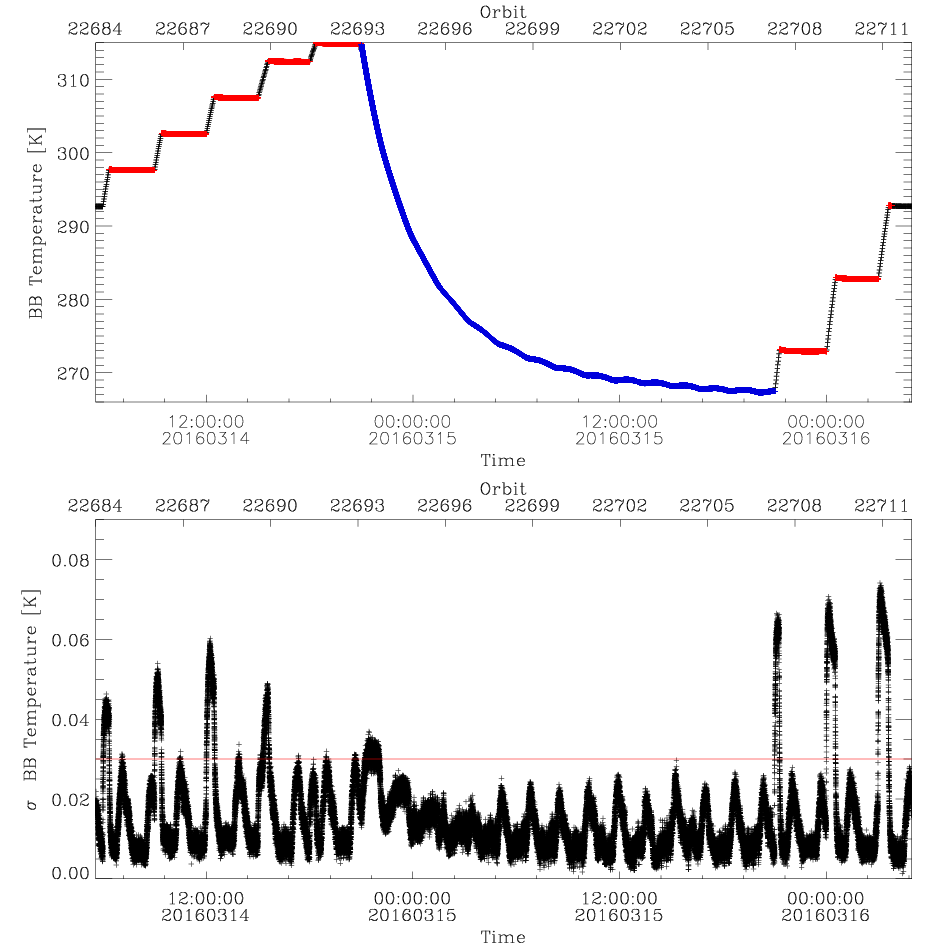 Orbit
22684 22687 22690 22693 22696 22699 22702 22705 22708 22711
310
300
290
280
270
BB Temperature [K]
12:00:00 00:00:00 12:00:00 00:00:00
20160314 20160315 20160315 20160316
Time
Orbit
22684 22687 22690 22693 22696 22699 22702 22705 22708 22711
0.08
0.06
0.04
0.02
0.00
σ BB Temperature [K]
12:00:00 00:00:00 12:00:00 00:00:00
20160314 20160315 20160315 20160316
Time